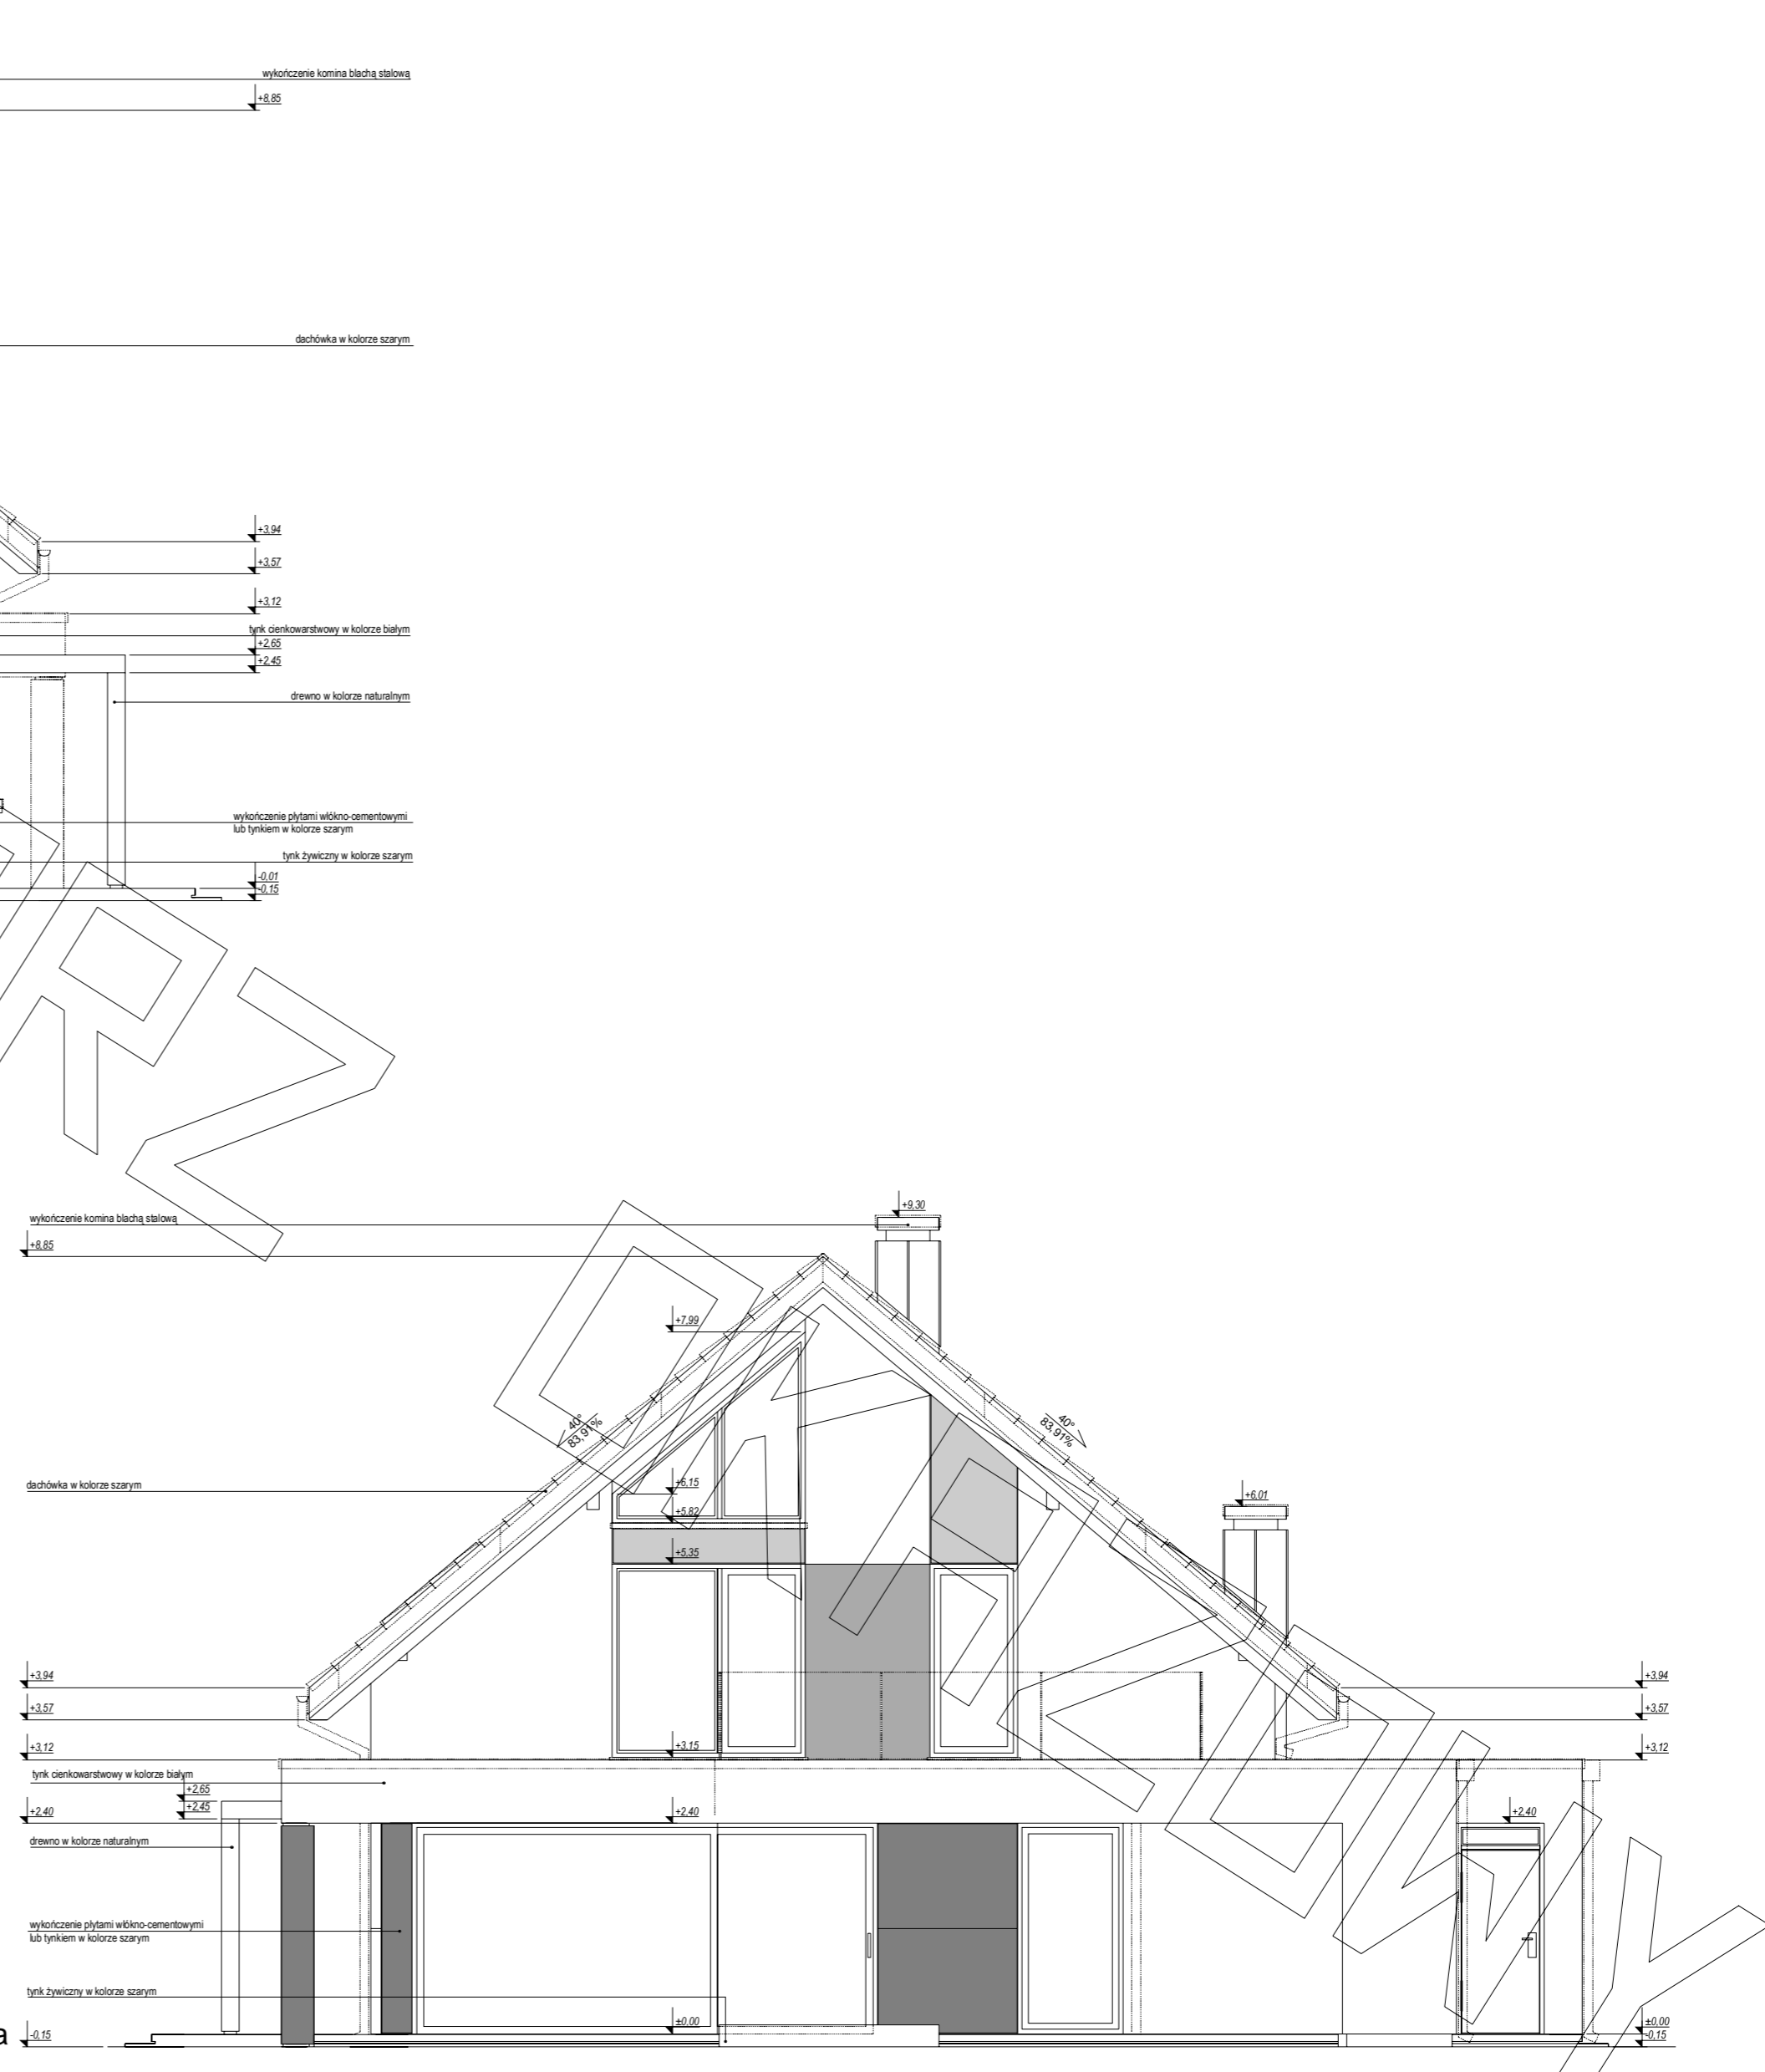 wykończenie komina blachą stalową
+8,85
dachówka w kolorze szarym
+3,94
+3,57
+3,12
tynk cienkowarstwowy w kolorze białym
+2,65
+2,45
drewno w kolorze naturalnym
wykończenie płytami włókno-cementowymi
lub tynkiem w kolorze szarym
tynk żywiczny w kolorze szarym
-0,01
-0,15
+9,30
wykończenie komina blachą stalową
+8,85
+7,99
40°
83,91%
40°
83,91%
dachówka w kolorze szarym
+6,15
+6,01
+5,82
+5,35
+3,94
+3,94
+3,57
+3,57
+3,12
+3,15
+3,12
tynk cienkowarstwowy w kolorze białym
+2,65
+2,45
+2,40
+2,40
+2,40
drewno w kolorze naturalnym
wykończenie płytami włókno-cementowymi
lub tynkiem w kolorze szarym
tynk żywiczny w kolorze szarym
±0,00
±0,00
a
-0,15
-0,15